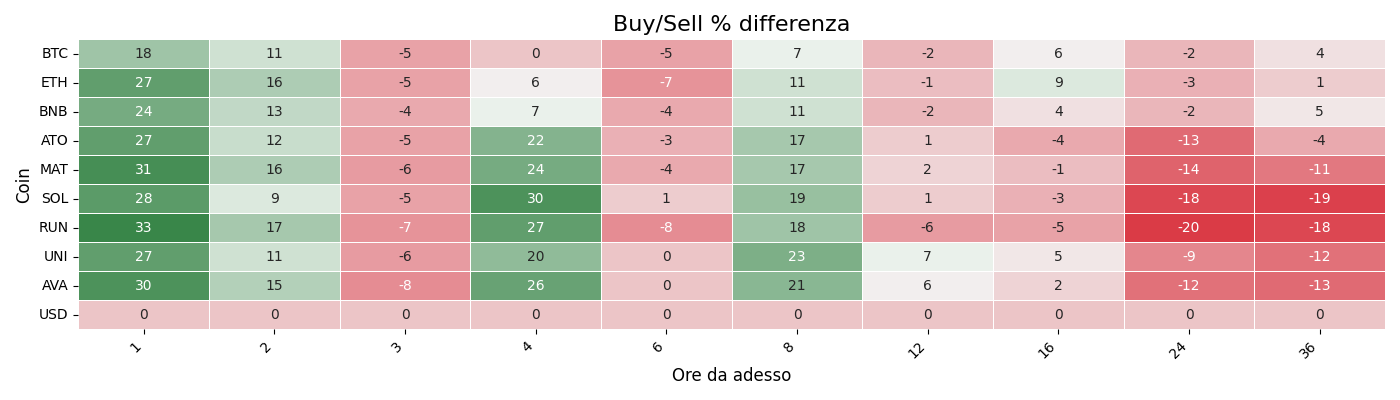 Buy/Sell % differenza
Coin
BTC 18 11 -5 0 -5 7 -2 6 -2 4
ETH 27 16 -5 6 -7 11 -1 9 -3 1
BNB 24 13 -4 7 -4 11 -2 4 -2 5
ATO 27 12 -5 22 -3 17 1 -4 -13 -4
MAT 31 16 -6 24 -4 17 2 -1 -14 -11
SOL 28 9 -5 30 1 19 1 -3 -18 -19
RUN 33 17 -7 27 -8 18 -6 -5 -20 -18
UNI 27 11 -6 20 0 23 7 5 -9 -12
AVA 30 15 -8 26 0 21 6 2 -12 -13
USD 0 0 0 0 0 0 0 0 0 0
1 2 3 4 6 8 12 16 24 36
Ore da adesso